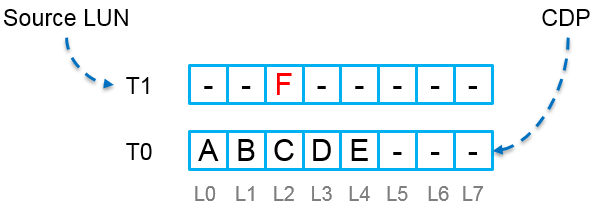 Source LUN CDP
T1 - - F - - - - -
T0 A B C D E - - -
L0 L1 L2 L3 L4 L5 L6 L7